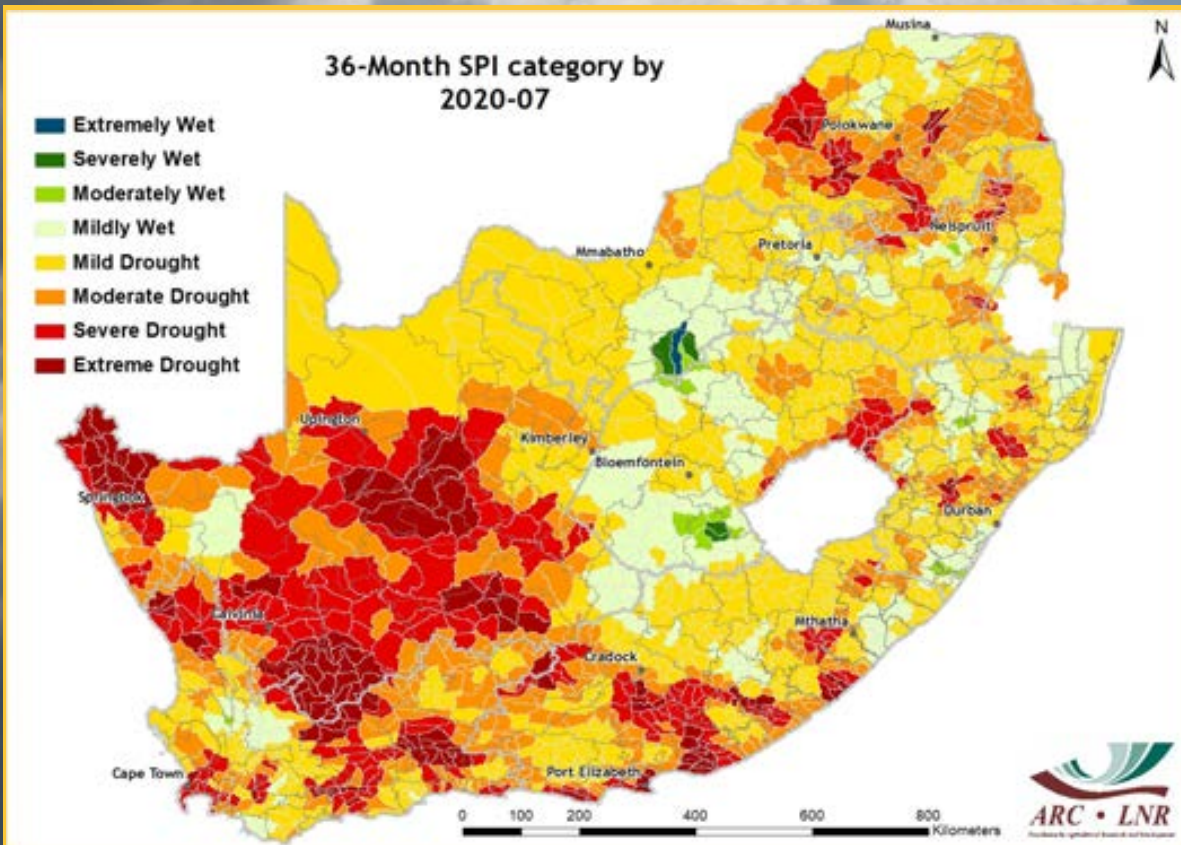 36-Month SPI category by
2020-07
N
Extremely Wet
Severely Wet
Moderately Wet
Mildly Wet
Mild Drought
Moderate Drought
Severe Drought
Extreme Drought
Musina
Polokwane
Nelspruit
Pretoria
Mmabatho
Upington
Kimberley
Bloemfontein
Springbok
Durban
Calvinia
Mthatha
Cradock
Cape Town
Port Elizabeth
0 100 200 400 600 800
Kilometers
ARC • LNR